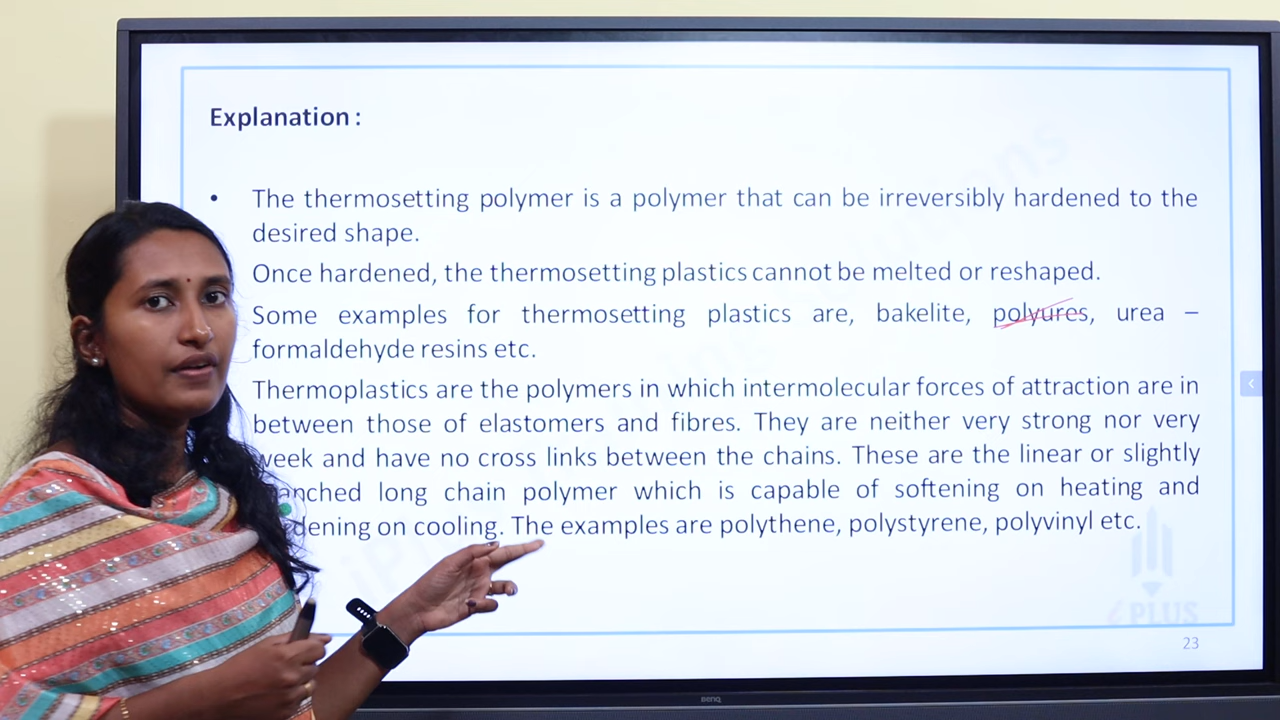 Explanation :
• The thermosetting polymer is a polymer that can be irreversibly hardened to the
desired shape.
Once hardened, the thermosetting plastics cannot be melted or reshaped.
Some examples for thermosetting plastics are, bakelite, polyures, urea –
formaldehyde resins etc.
Thermoplastics are the polymers in which intermolecular forces of attraction are in
between those of elastomers and fibres. They are neither very strong nor very
week and have no cross links between the chains. These are the linear or slightly
anched long chain polymer which is capable of softening on heating and
dening on cooling. The examples are polythene, polystyrene, polyvinyl etc.
iPLUS
23
BenQ